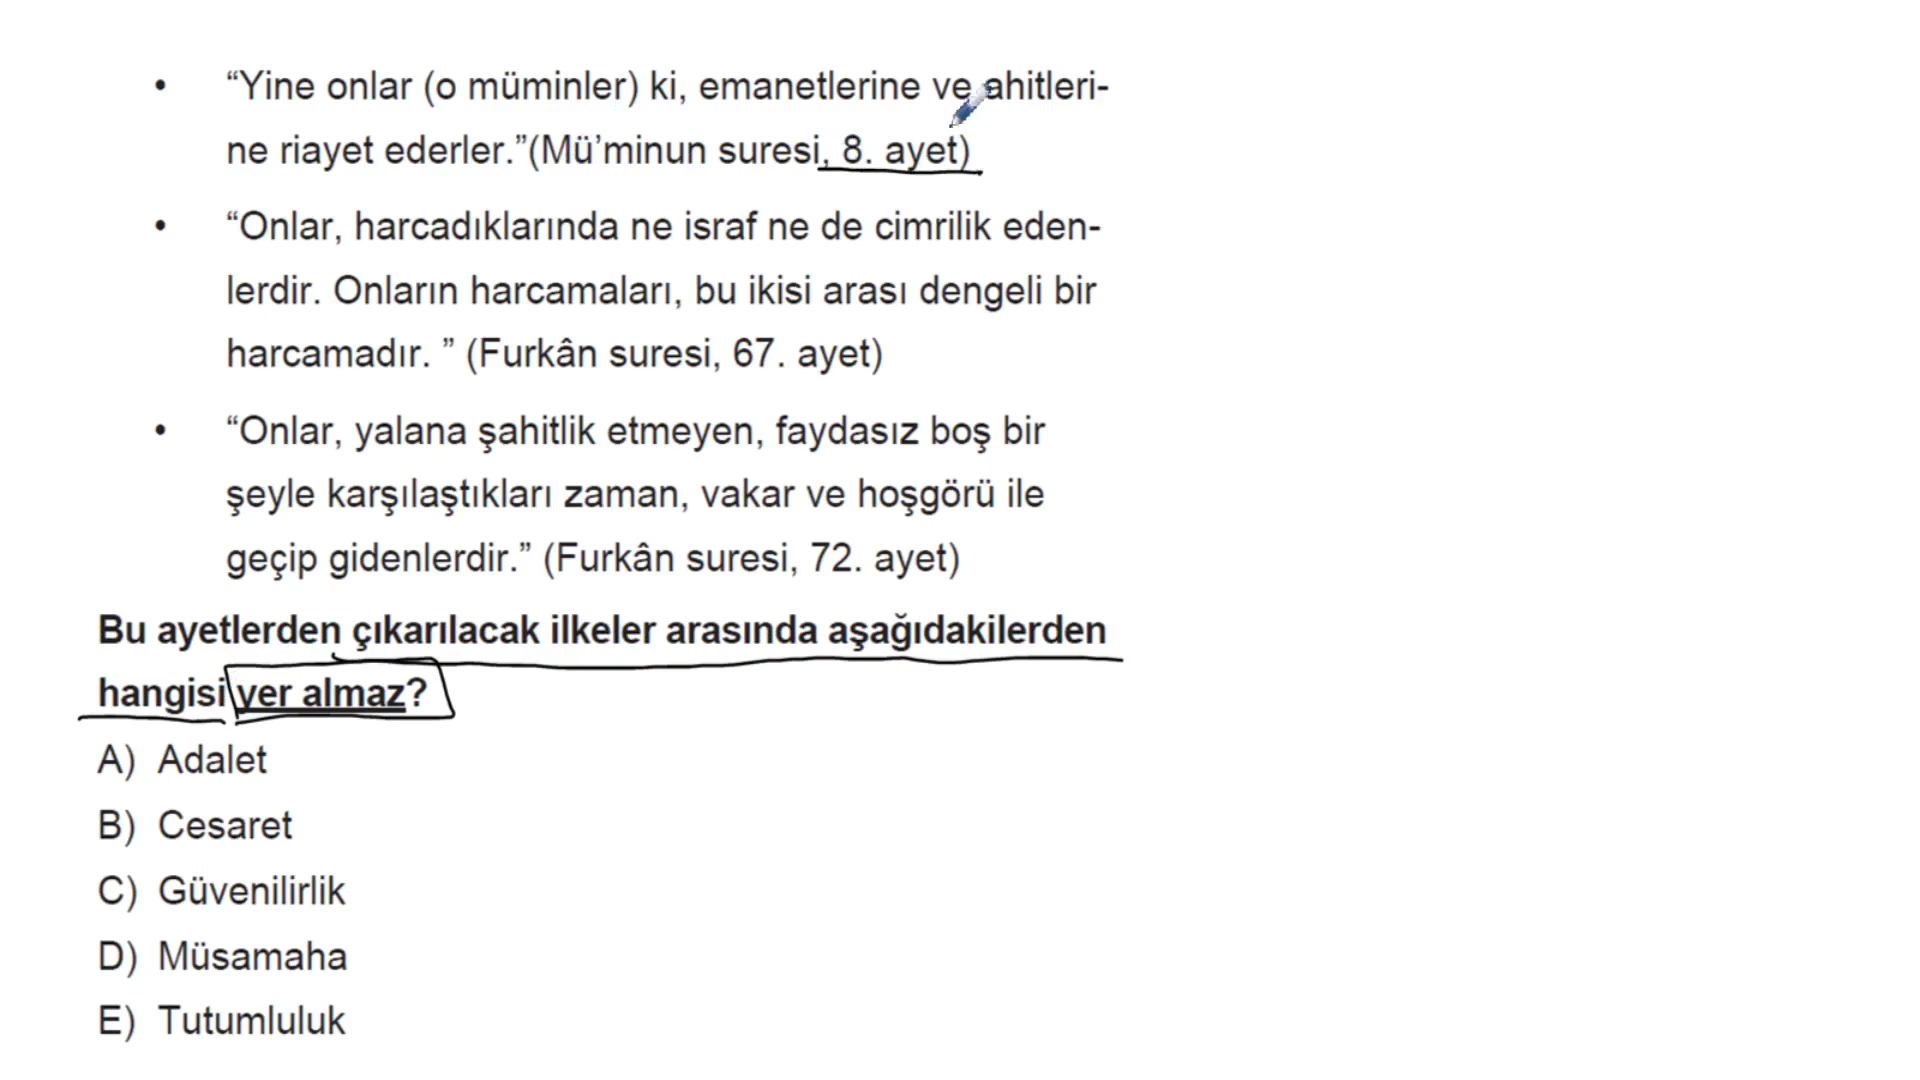 • “Yine onlar (o müminler) ki, emanetlerine ve ahitleri-
ne riayet ederler.”(Mü’minun suresi, 8. ayet)
• “Onlar, harcadıklarında ne israf ne de cimrilik eden-
lerdir. Onların harcamaları, bu ikisi arası dengeli bir
harcamadır. ” (Furkân suresi, 67. ayet)
• “Onlar, yalana şahitlik etmeyen, faydasız boş bir
şeyle karşılaştıkları zaman, vakar ve hoşgörü ile
geçip gidenlerdir.” (Furkân suresi, 72. ayet)
Bu ayetlerden çıkarılacak ilkeler arasında aşağıdakilerden
hangisi yer almaz?
A) Adalet
B) Cesaret
C) Güvenilirlik
D) Müsamaha
E) Tutumluluk